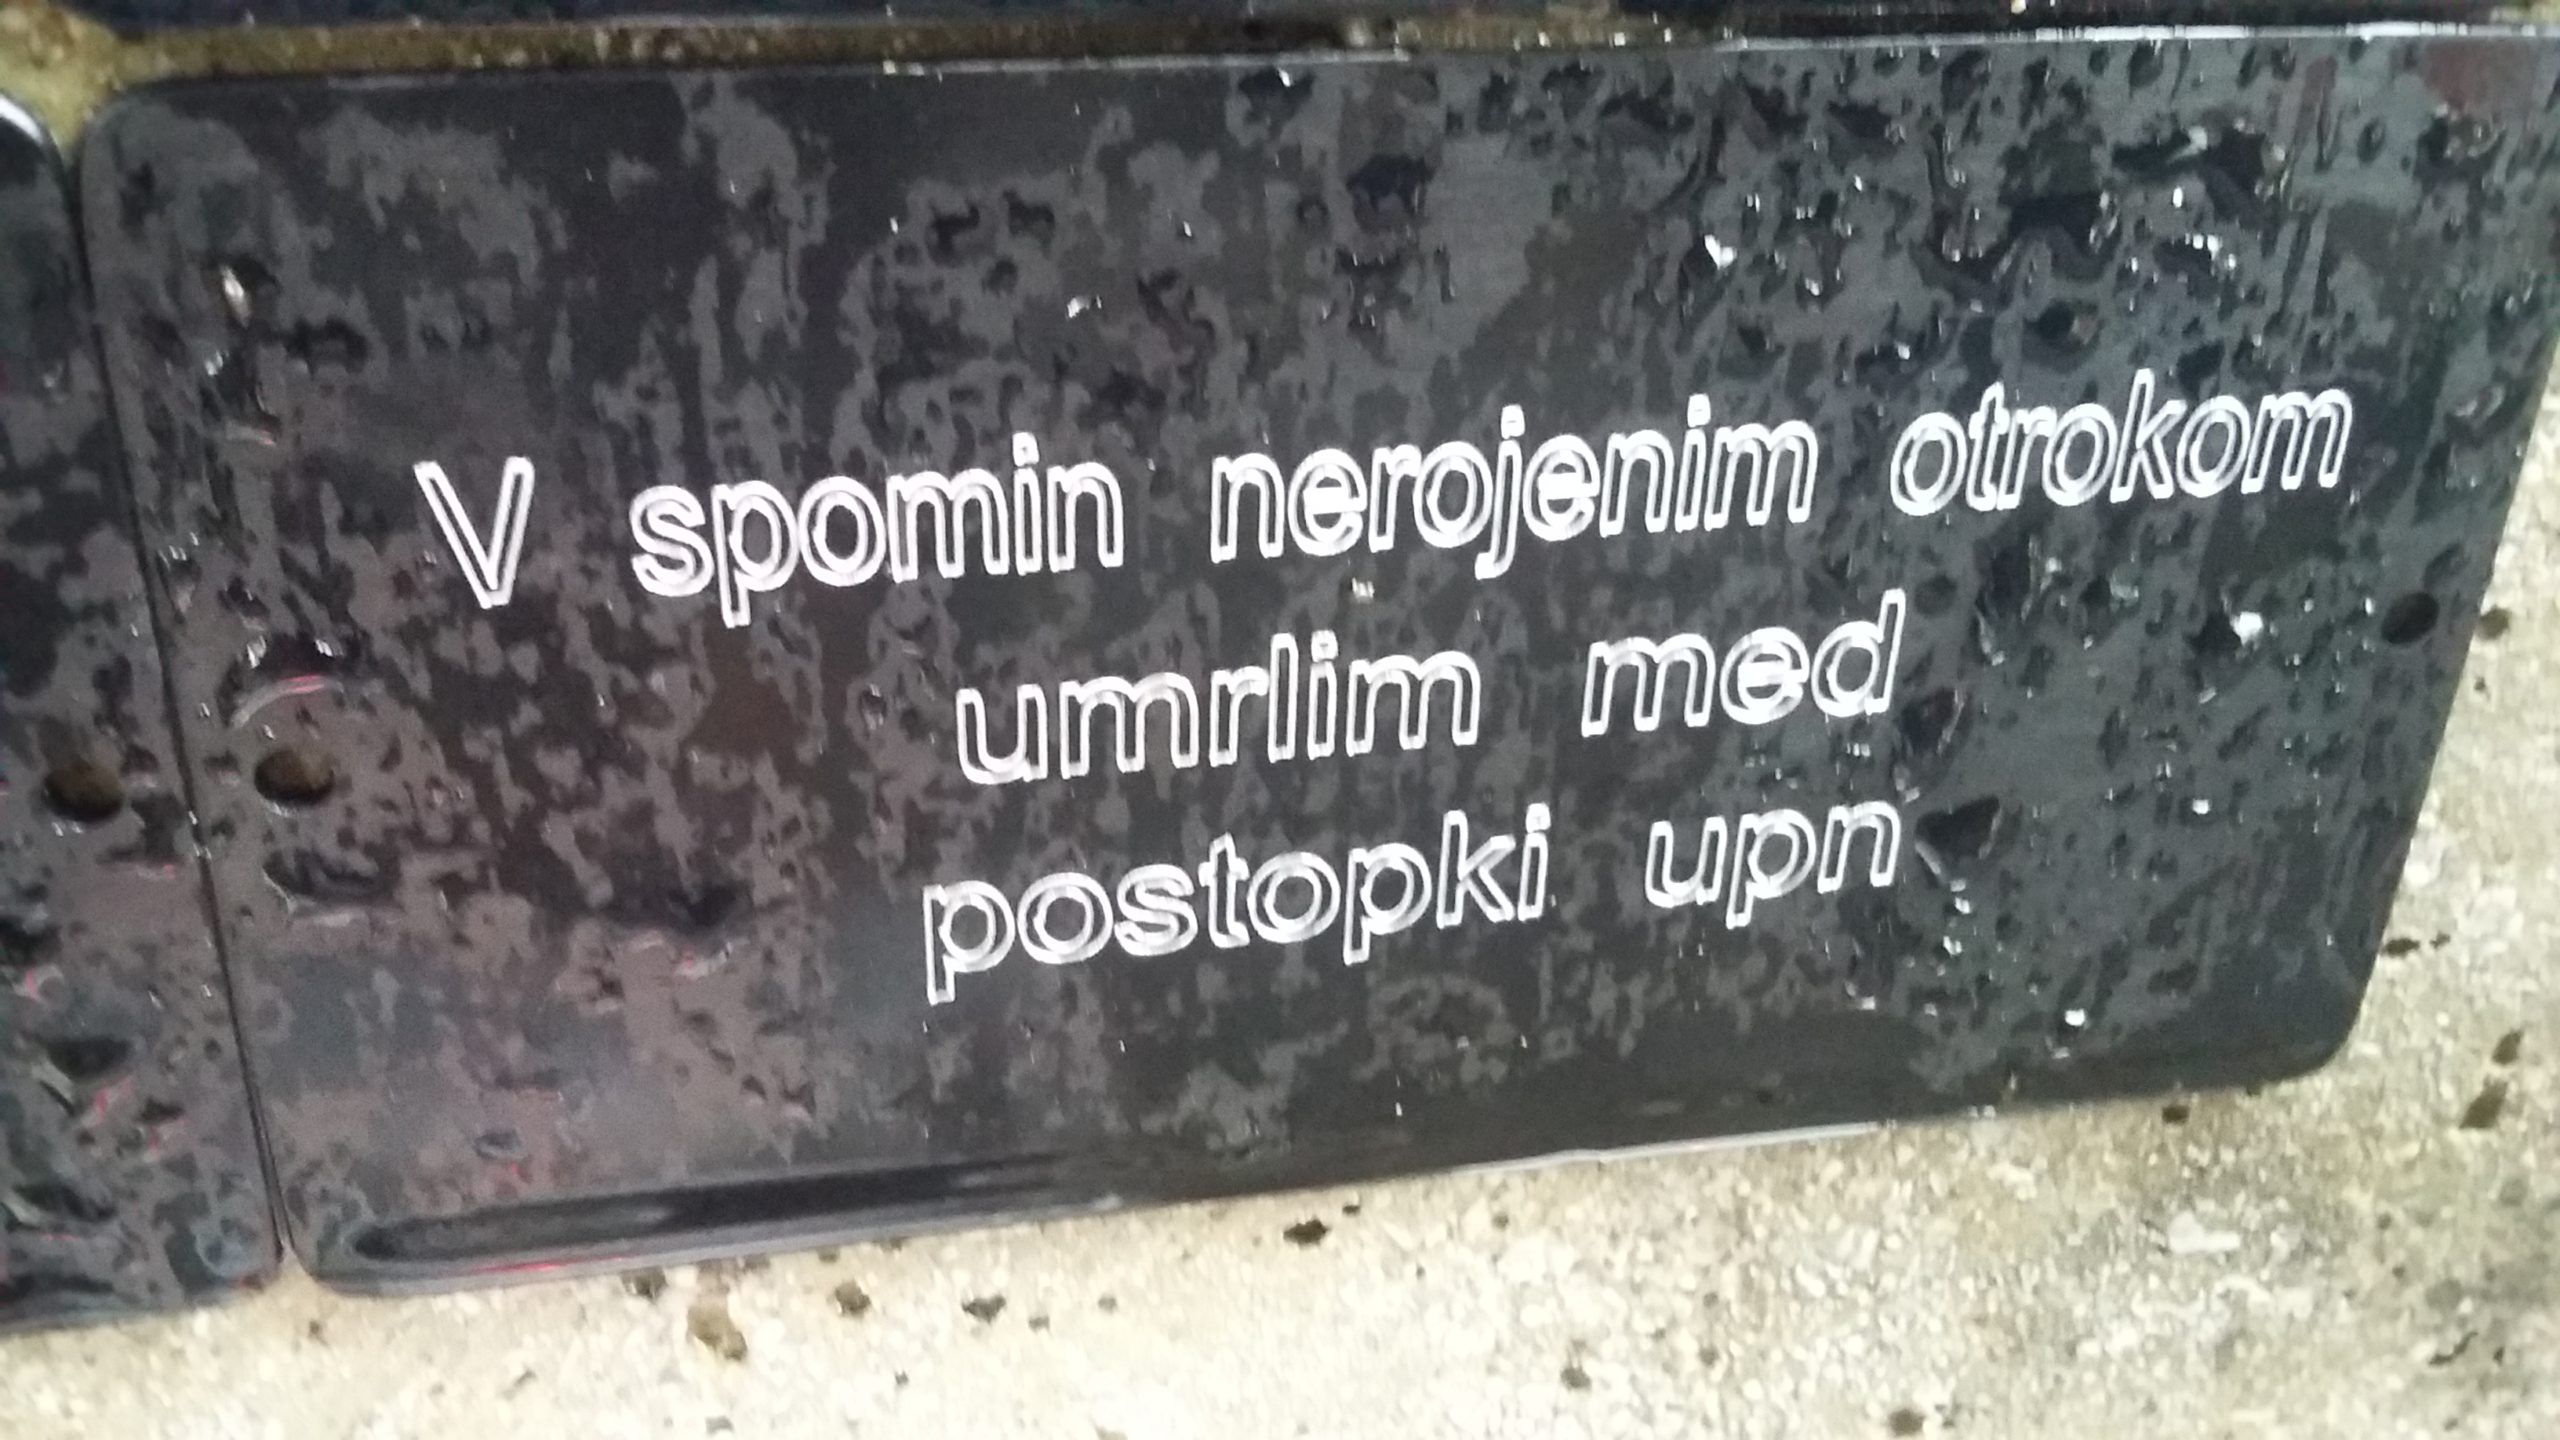 V spomin nerojenim otrokom
umrlim med
postopki upn